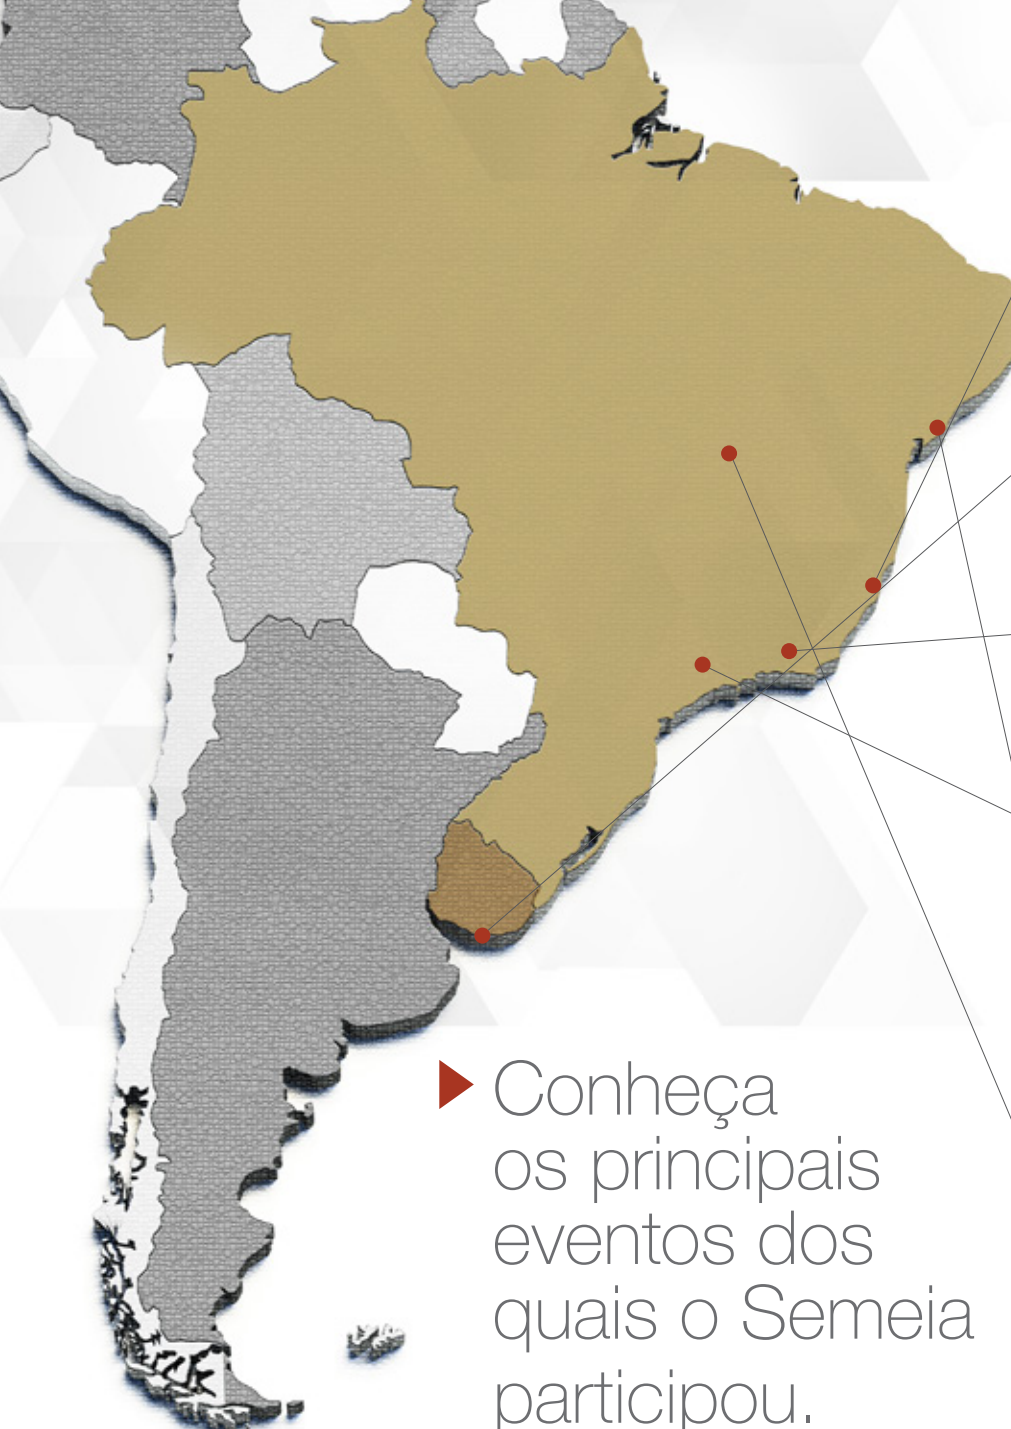 Conheça
os principais
eventos dos
quais o Semeia
participou.